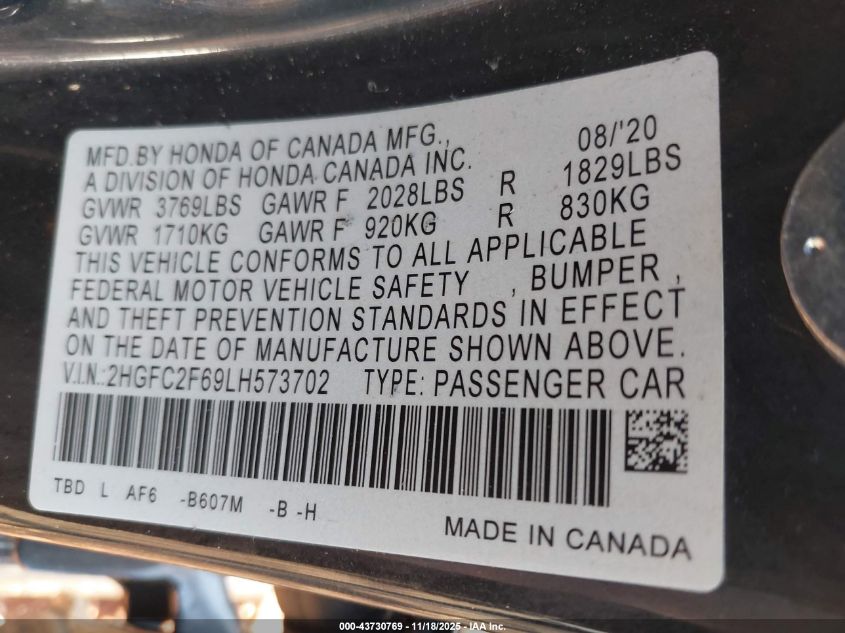 MFD. BY HONDA OF CANADA MFG., 08/'20
A DIVISION OF HONDA CANADA INC.
GVWR 3769LBS GAWR F 2028LBS R 1829LBS
GVWR 1710KG GAWR F 920KG R 830KG
THIS VEHICLE CONFORMS TO ALL APPLICABLE
FEDERAL MOTOR VEHICLE SAFETY , BUMPER ,
AND THEFT PREVENTION STANDARDS IN EFFECT
ON THE DATE OF MANUFACTURE SHOWN ABOVE.
V.I.N.:2HGFC2F69LH573702 TYPE: PASSENGER CAR
TBD L AF6 -B607M -B -H
MADE IN CANADA
000-43730769 - 11/18/2025 - IAA Inc.